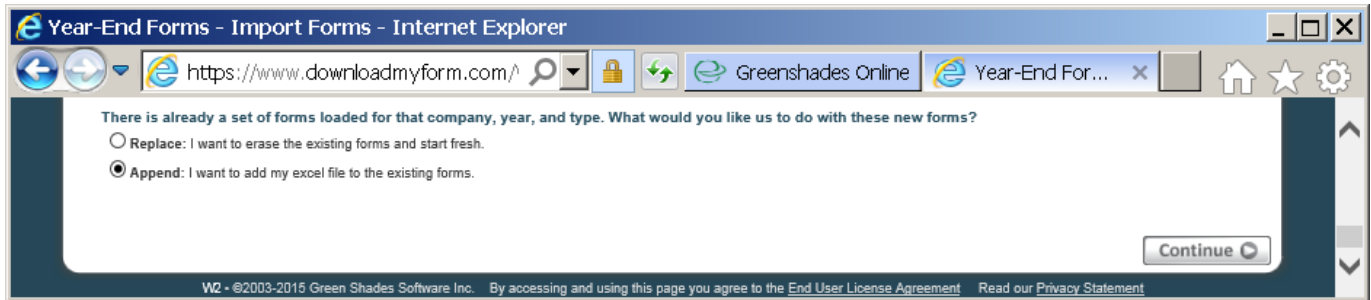 Year-End Forms - Import Forms - Internet Explorer
https://www.downloadmyform.com/ Greenshades Online Year-End For...
There is already a set of forms loaded for that company, year, and type. What would you like us to do with these new forms?
Replace: I want to erase the existing forms and start fresh.
Append: I want to add my excel file to the existing forms.
Continue
W2 - ©2003-2015 Green Shades Software Inc. By accessing and using this page you agree to the End User License Agreement Read our Privacy Statement